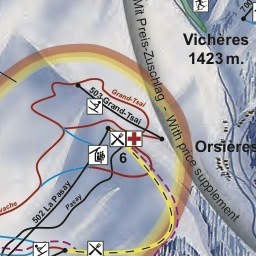 Mit Preis-Zuschlag - With price supplement
700
Vichères
1423 m.
Grand-Tsai
503 Grand-Tsai
Orsières
6
502 La Pasay
Pasay